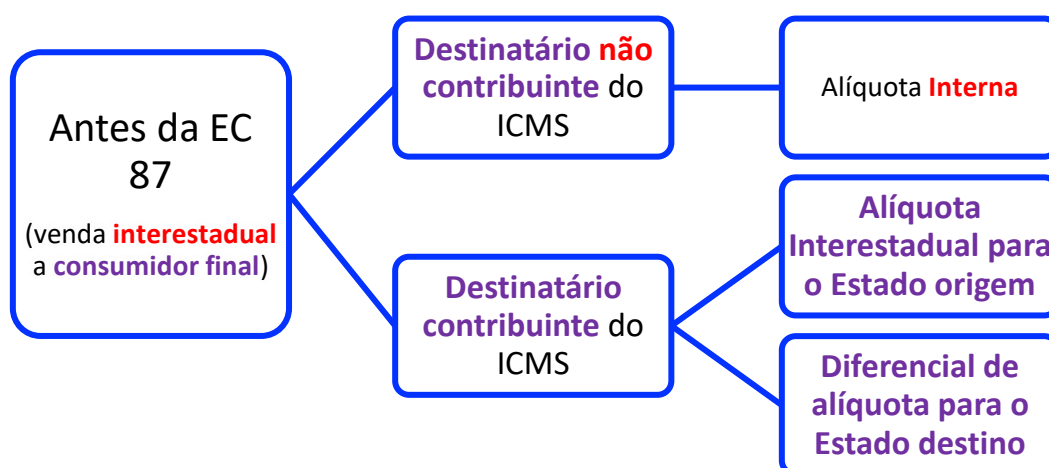 Antes da EC
87
(venda interestadual
a consumidor final)
Destinatário não
contribuinte do
ICMS
Alíquota Interna
Destinatário
contribuinte do
ICMS
Alíquota
Interestadual para
o Estado origem
Diferencial de
alíquota para o
Estado destino